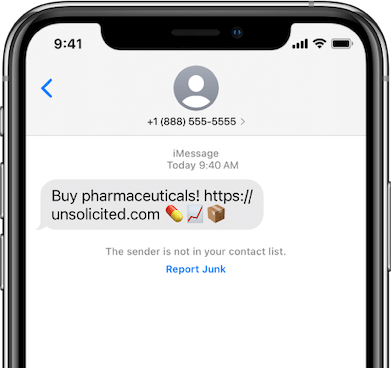 9:41
+1 (888) 555-5555
iMessage
Today 9:40 AM
Buy pharmaceuticals! https://
unsolicited.com 💊📈📦
The sender is not in your contact list.
Report Junk